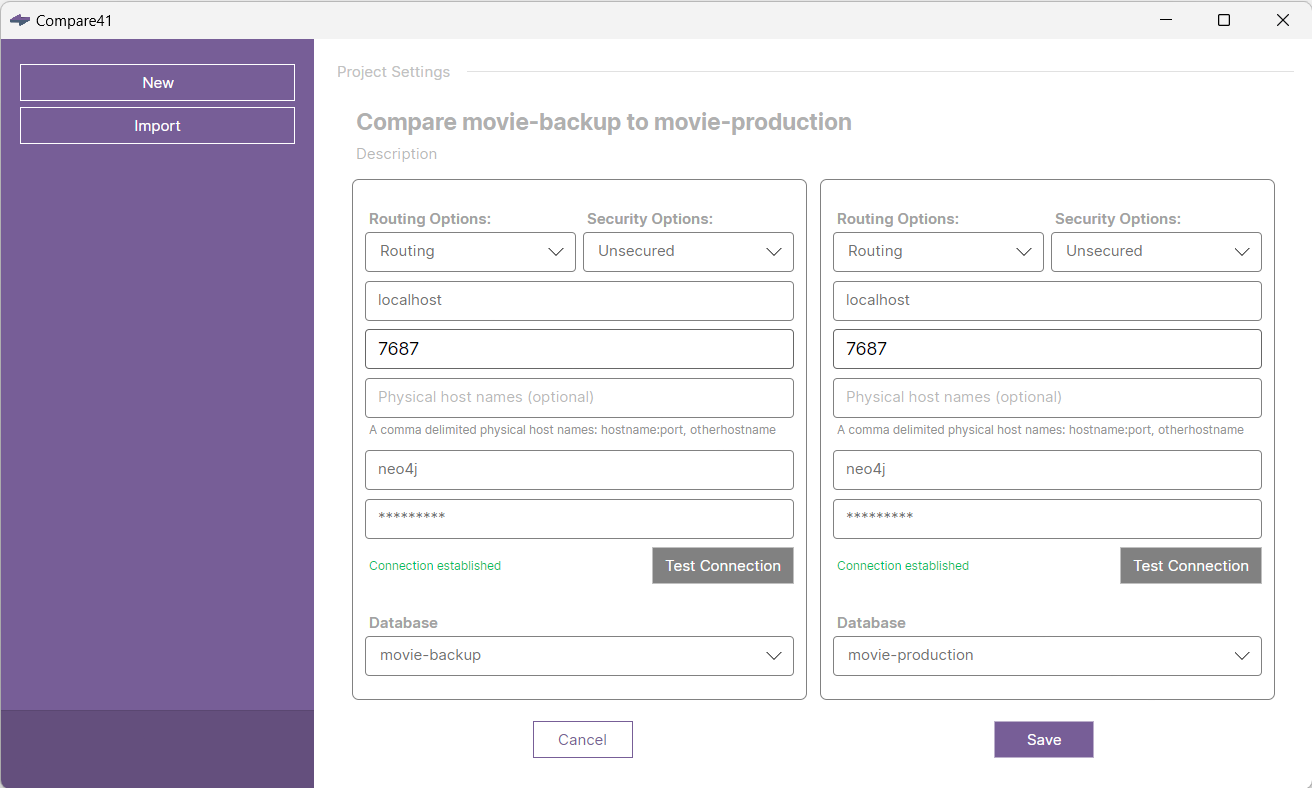 Compare41
New
Import
Project Settings
Compare movie-backup to movie-production
Description
Routing Options:
Security Options:
Routing
Unsecured
localhost
7687
Physical host names (optional)
A comma delimited physical host names: hostname:port, otherhostname
neo4j
*********
Connection established
Test Connection
Database
movie-backup
Routing Options:
Security Options:
Routing
Unsecured
localhost
7687
Physical host names (optional)
A comma delimited physical host names: hostname:port, otherhostname
neo4j
*********
Connection established
Test Connection
Database
movie-production
Cancel
Save